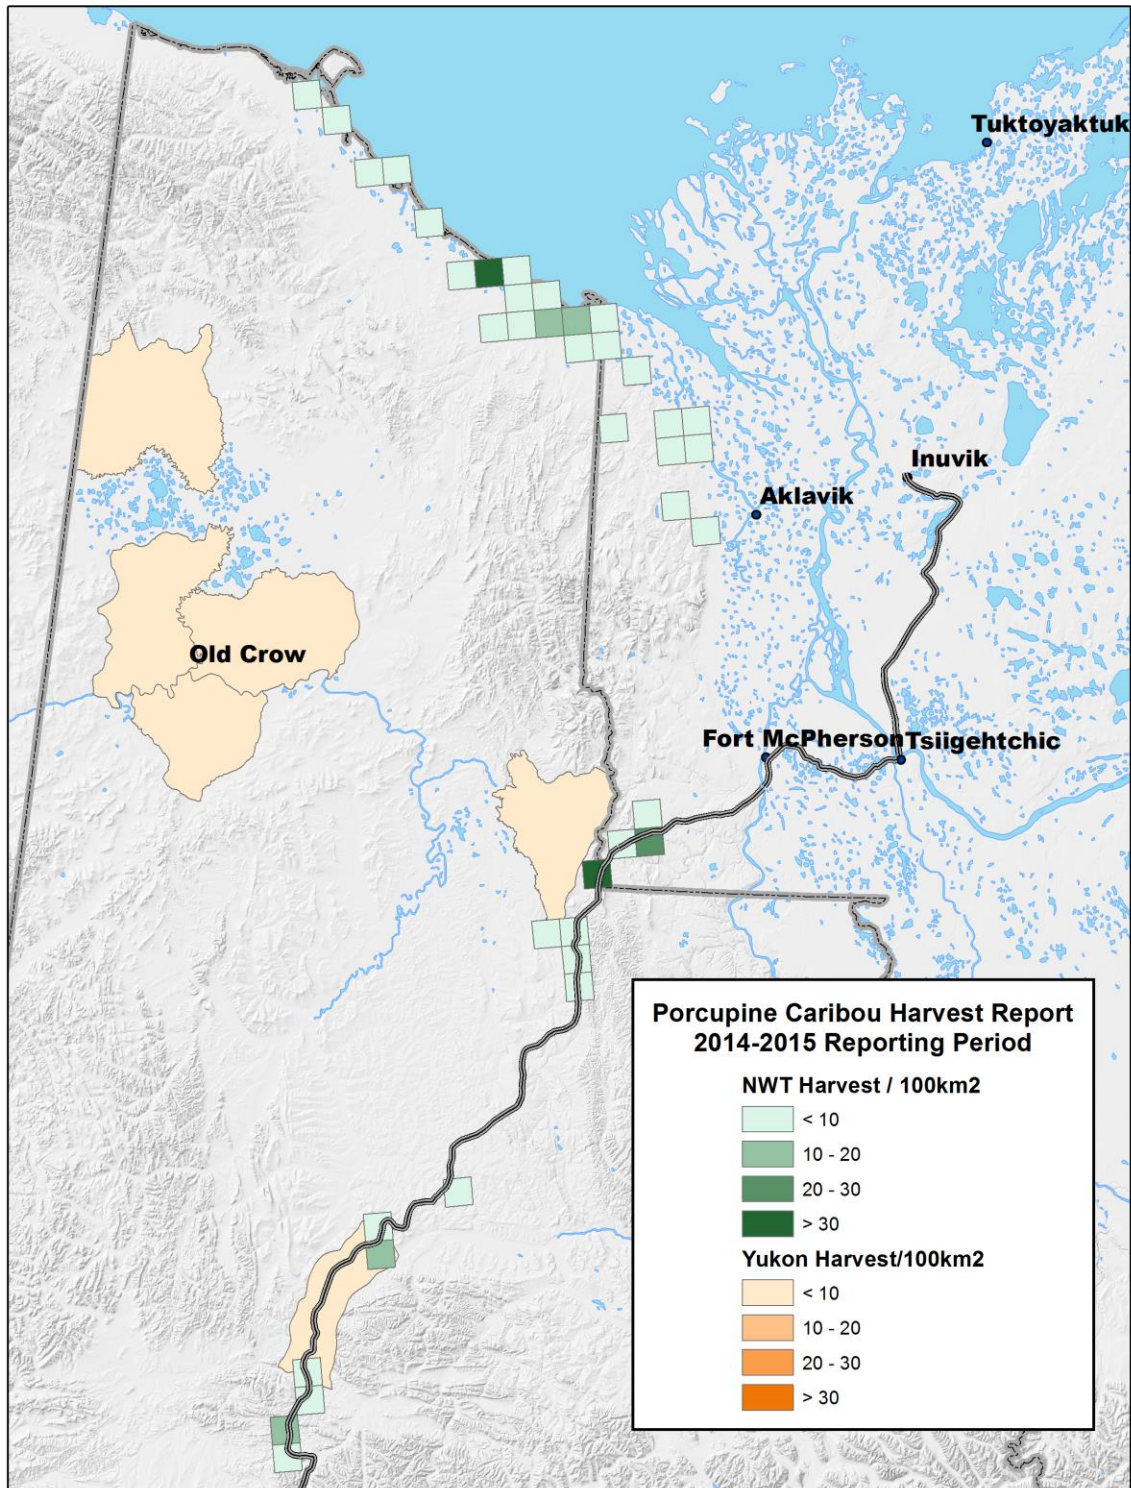 Tuktoyaktuk
Inuvik
Aklavik
Old Crow
Fort McPherson
Tsiigehtchic
Porcupine Caribou Harvest Report
2014-2015 Reporting Period
NWT Harvest / 100km2
< 10
10 - 20
20 - 30
> 30
Yukon Harvest/100km2
< 10
10 - 20
20 - 30
> 30